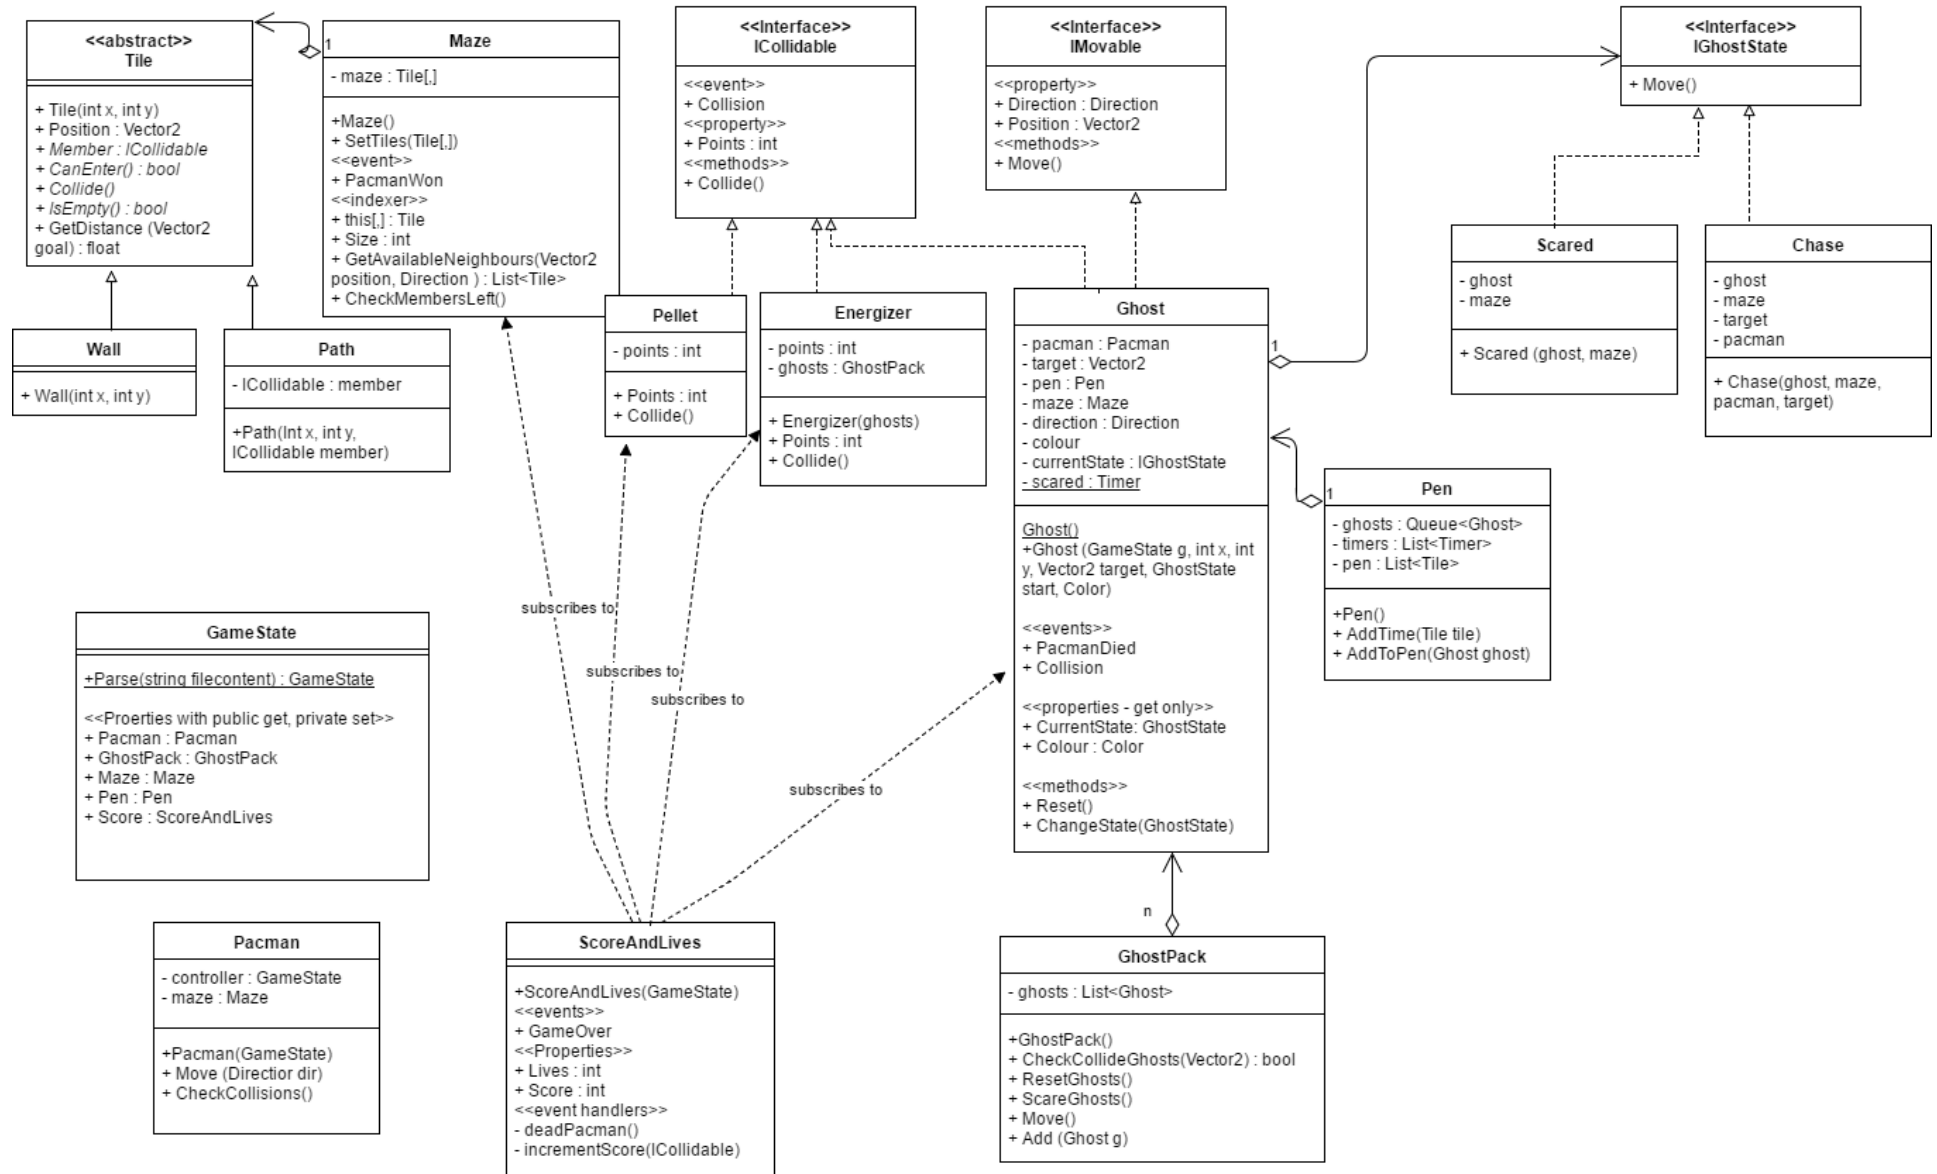 <<abstract>>
Tile
+ Tile(int x, int y)
+ Position : Vector2
+ Member : ICollidable
+ CanEnter() : bool
+ Collide()
+ IsEmpty() : bool
+ GetDistance (Vector2
goal) : float
1
Maze
- maze : Tile[,]
+Maze()
+ SetTiles(Tile[,])
<<event>>
+ PacmanWon
<<indexer>>
+ this[,] : Tile
+ Size : int
+ GetAvailableNeighbours(Vector2
position, Direction ) : List<Tile>
+ CheckMembersLeft()
<<Interface>>
ICollidable
<<event>>
+ Collision
<<property>>
+ Points : int
<<methods>>
+ Collide()
<<Interface>>
IMovable
<<property>>
+ Direction : Direction
+ Position : Vector2
<<methods>>
+ Move()
<<Interface>>
IGhostState
+ Move()
Scared
- ghost
- maze
+ Scared (ghost, maze)
Chase
- ghost
- maze
- target
- pacman
+ Chase(ghost, maze,
pacman, target)
Wall
+ Wall(int x, int y)
Path
- ICollidable : member
+Path(Int x, int y,
ICollidable member)
Pellet
- points : int
+ Points : int
+ Collide()
Energizer
- points : int
- ghosts : GhostPack
+ Energizer(ghosts)
+ Points : int
+ Collide()
Ghost
- pacman : Pacman
- target : Vector2
- pen : Pen
- maze : Maze
- direction : Direction
- colour
- currentState : IGhostState
- scared : Timer
Ghost()
+Ghost (GameState g, int x, int
y, Vector2 target, GhostState
start, Color)
<<events>>
+ PacmanDied
+ Collision
<<properties - get only>>
+ CurrentState: GhostState
+ Colour : Color
<<methods>>
+ Reset()
+ ChangeState(GhostState)
1
1
Pen
- ghosts : Queue<Ghost>
- timers : List<Timer>
- pen : List<Tile>
+Pen()
+ AddTime(Tile tile)
+ AddToPen(Ghost ghost)
subscribes to
subscribes to
subscribes to
subscribes to
GameState
+Parse(string filecontent) : GameState
<<Proerties with public get, private set>>
+ Pacman : Pacman
+ GhostPack : GhostPack
+ Maze : Maze
+ Pen : Pen
+ Score : ScoreAndLives
Pacman
- controller : GameState
- maze : Maze
+Pacman(GameState)
+ Move (Directior dir)
+ CheckCollisions()
ScoreAndLives
+ScoreAndLives(GameState)
<<events>>
+ GameOver
<<Properties>>
+ Lives : int
+ Score : int
<<event handlers>>
- deadPacman()
- incrementScore(ICollidable)
n
GhostPack
- ghosts : List<Ghost>
+GhostPack()
+ CheckCollideGhosts(Vector2) : bool
+ ResetGhosts()
+ ScareGhosts()
+ Move()
+ Add (Ghost g)